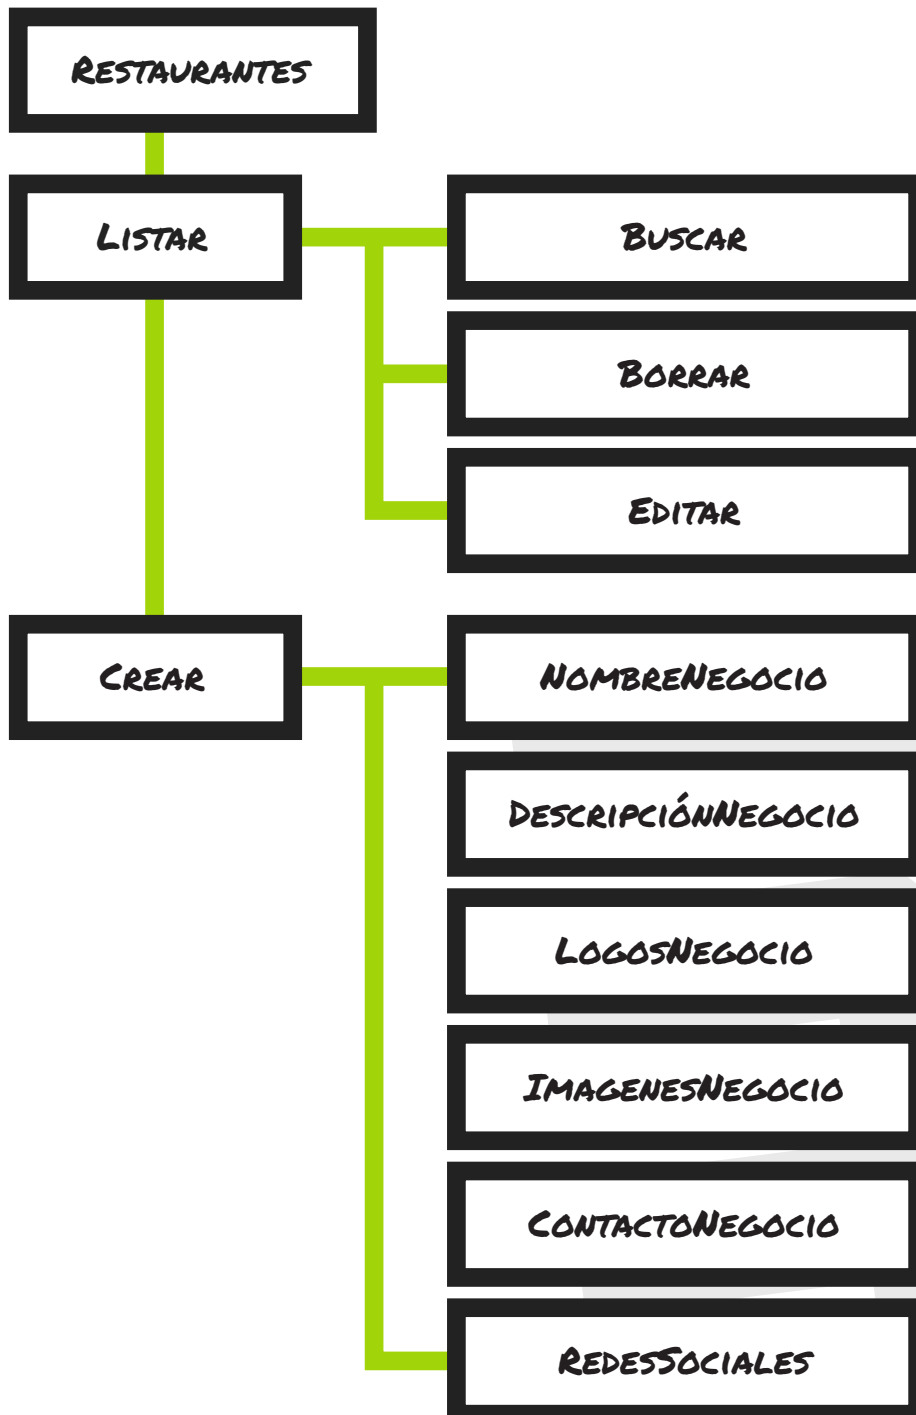 Restaurantes
Listar
Buscar
Borrar
Editar
Crear
NombreNegocio
DescripciónNegocio
LogosNegocio
ImagenesNegocio
ContactoNegocio
RedesSociales